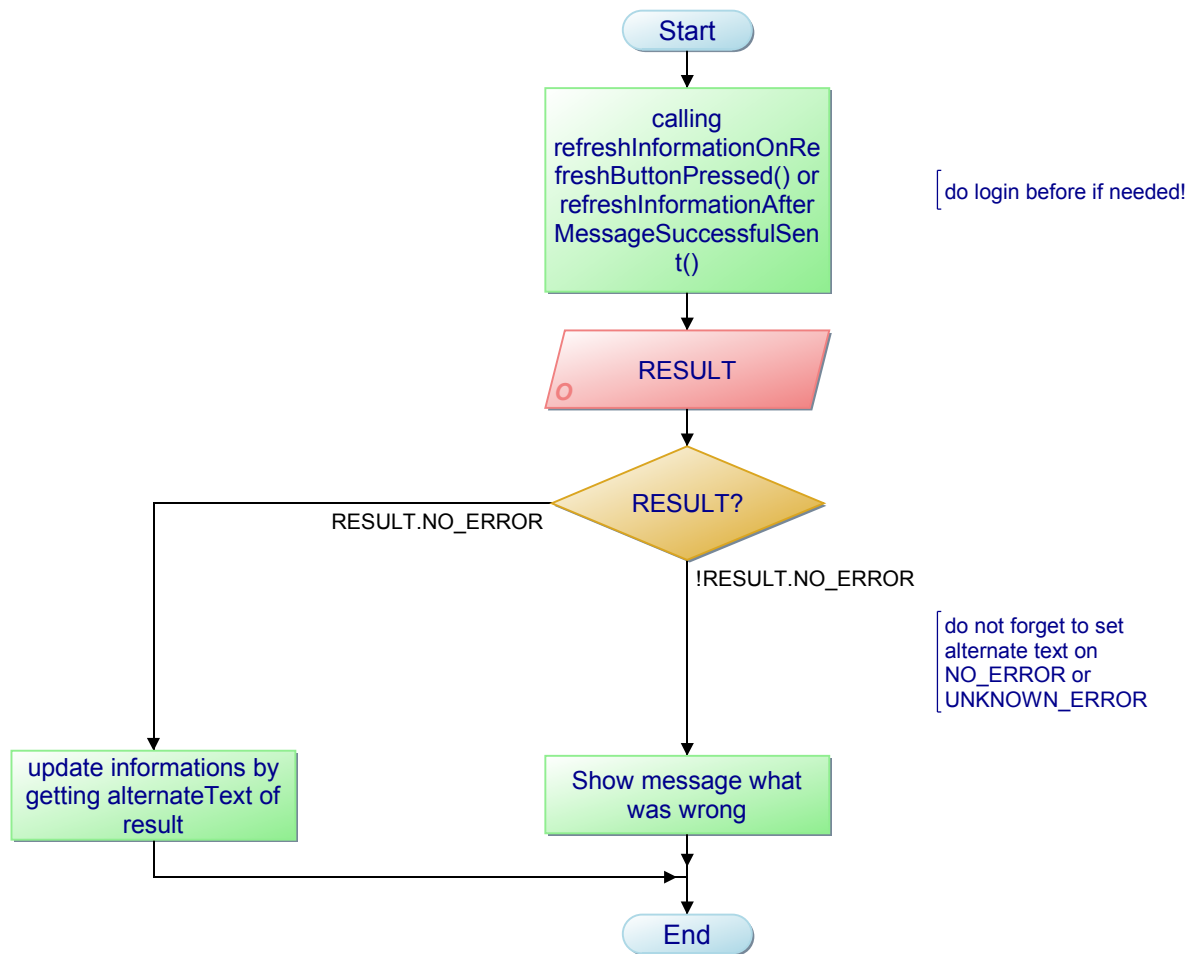 Start
calling
refreshInformationOnRe
freshButtonPressed() or
refreshInformationAfter
MessageSuccessfulSen
t()
do login before if needed!
RESULT
O
RESULT?
RESULT.NO_ERROR
!RESULT.NO_ERROR
do not forget to set
alternate text on
NO_ERROR or
UNKNOWN_ERROR
update informations by
getting alternateText of
result
Show message what
was wrong
End